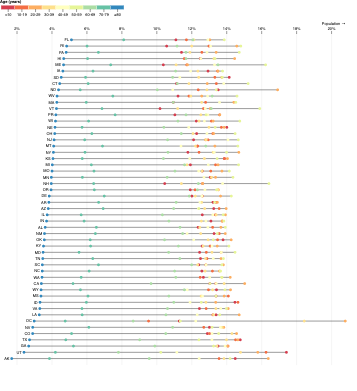 Age (years)
<10 10-19 20-29 30-39 40-49 50-59 60-69 70-79 ≥80
Population →
2% 4% 6% 8% 10% 12% 14% 16% 18% 20%
FL
RI
PA
HI
ME
SD
CT
ND
WV
MA
VT
PR
WI
NE
OH
NJ
MT
NY
KS
MI
MO
MN
NH
OR
DE
AR
AZ
IL
IN
AL
NM
OK
KY
MD
TN
SC
NC
WA
CA
WY
MS
ID
VA
LA
DC
NV
CO
TX
GA
UT
AK